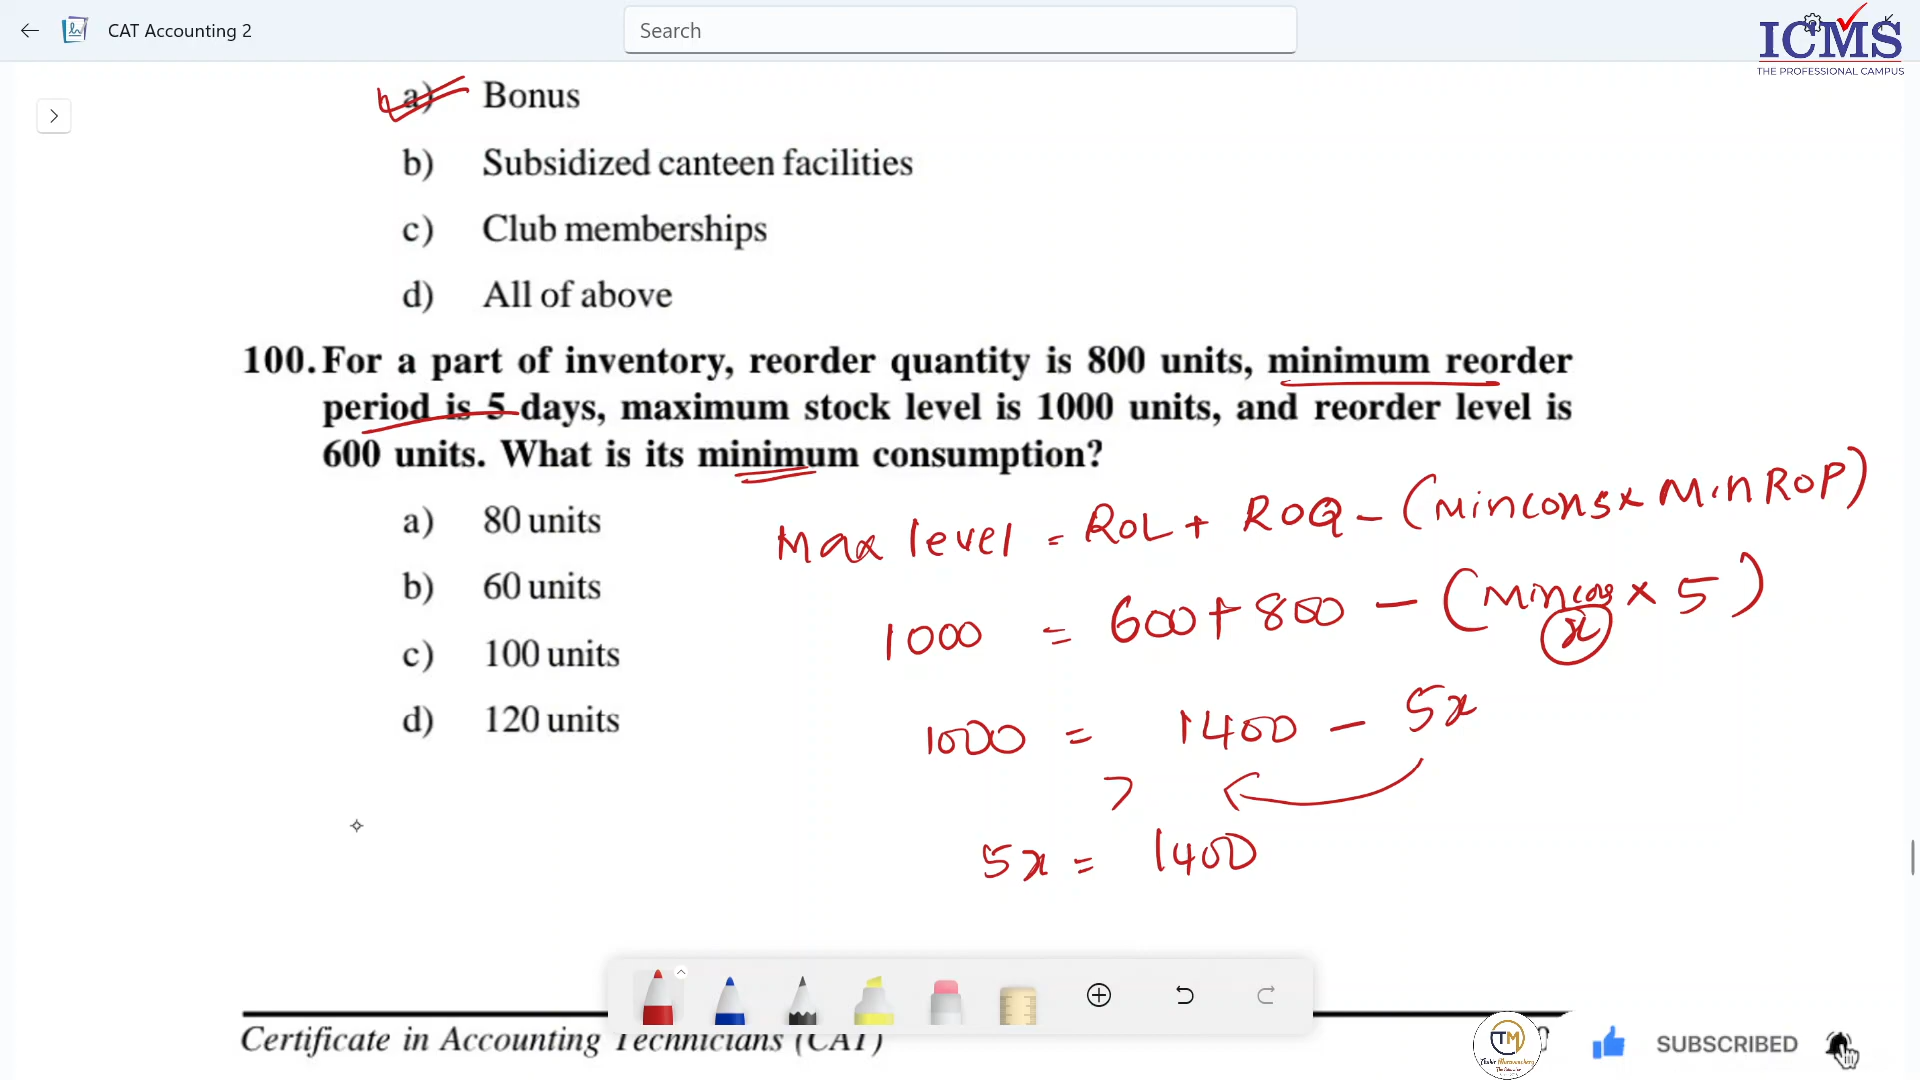 CAT Accounting 2
Search
ICMS
THE PROFESSIONAL CAMPUS
a) Bonus
b) Subsidized canteen facilities
c) Club memberships
d) All of above
100. For a part of inventory, reorder quantity is 800 units, minimum reorder
period is 5 days, maximum stock level is 1000 units, and reorder level is
600 units. What is its minimum consumption?
a) 80 units
b) 60 units
c) 100 units
d) 120 units
Max level = ROL + ROQ - (Mincons x MinROP)
1000 = 600 + 800 - (Mincos x 5)
x
1000 = 1400 - 5x
5x = 1400
Certificate in Accounting Technicians (CAT)
TM
SUBSCRIBED